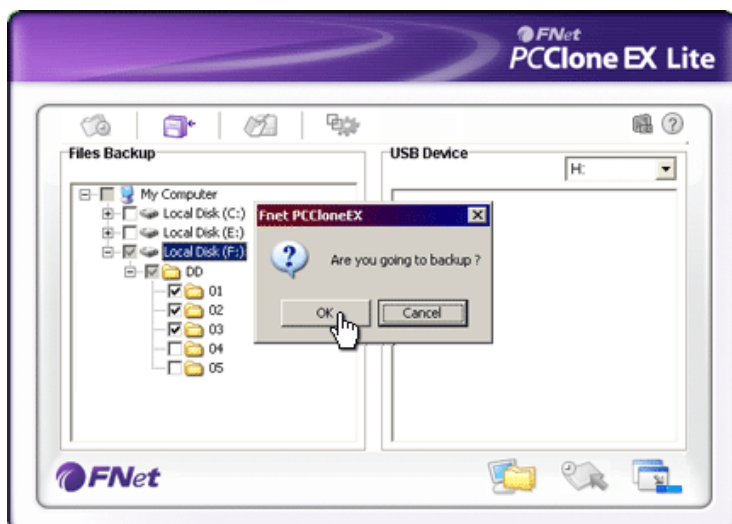 FNet
PCClone EX Lite
Files Backup
USB Device
H:
My Computer
Local Disk (C:)
Local Disk (E:)
Local Disk (F:)
DD
01
02
03
04
05
Fnet PCCloneEX
Are you going to backup ?
OK
Cancel
FNet